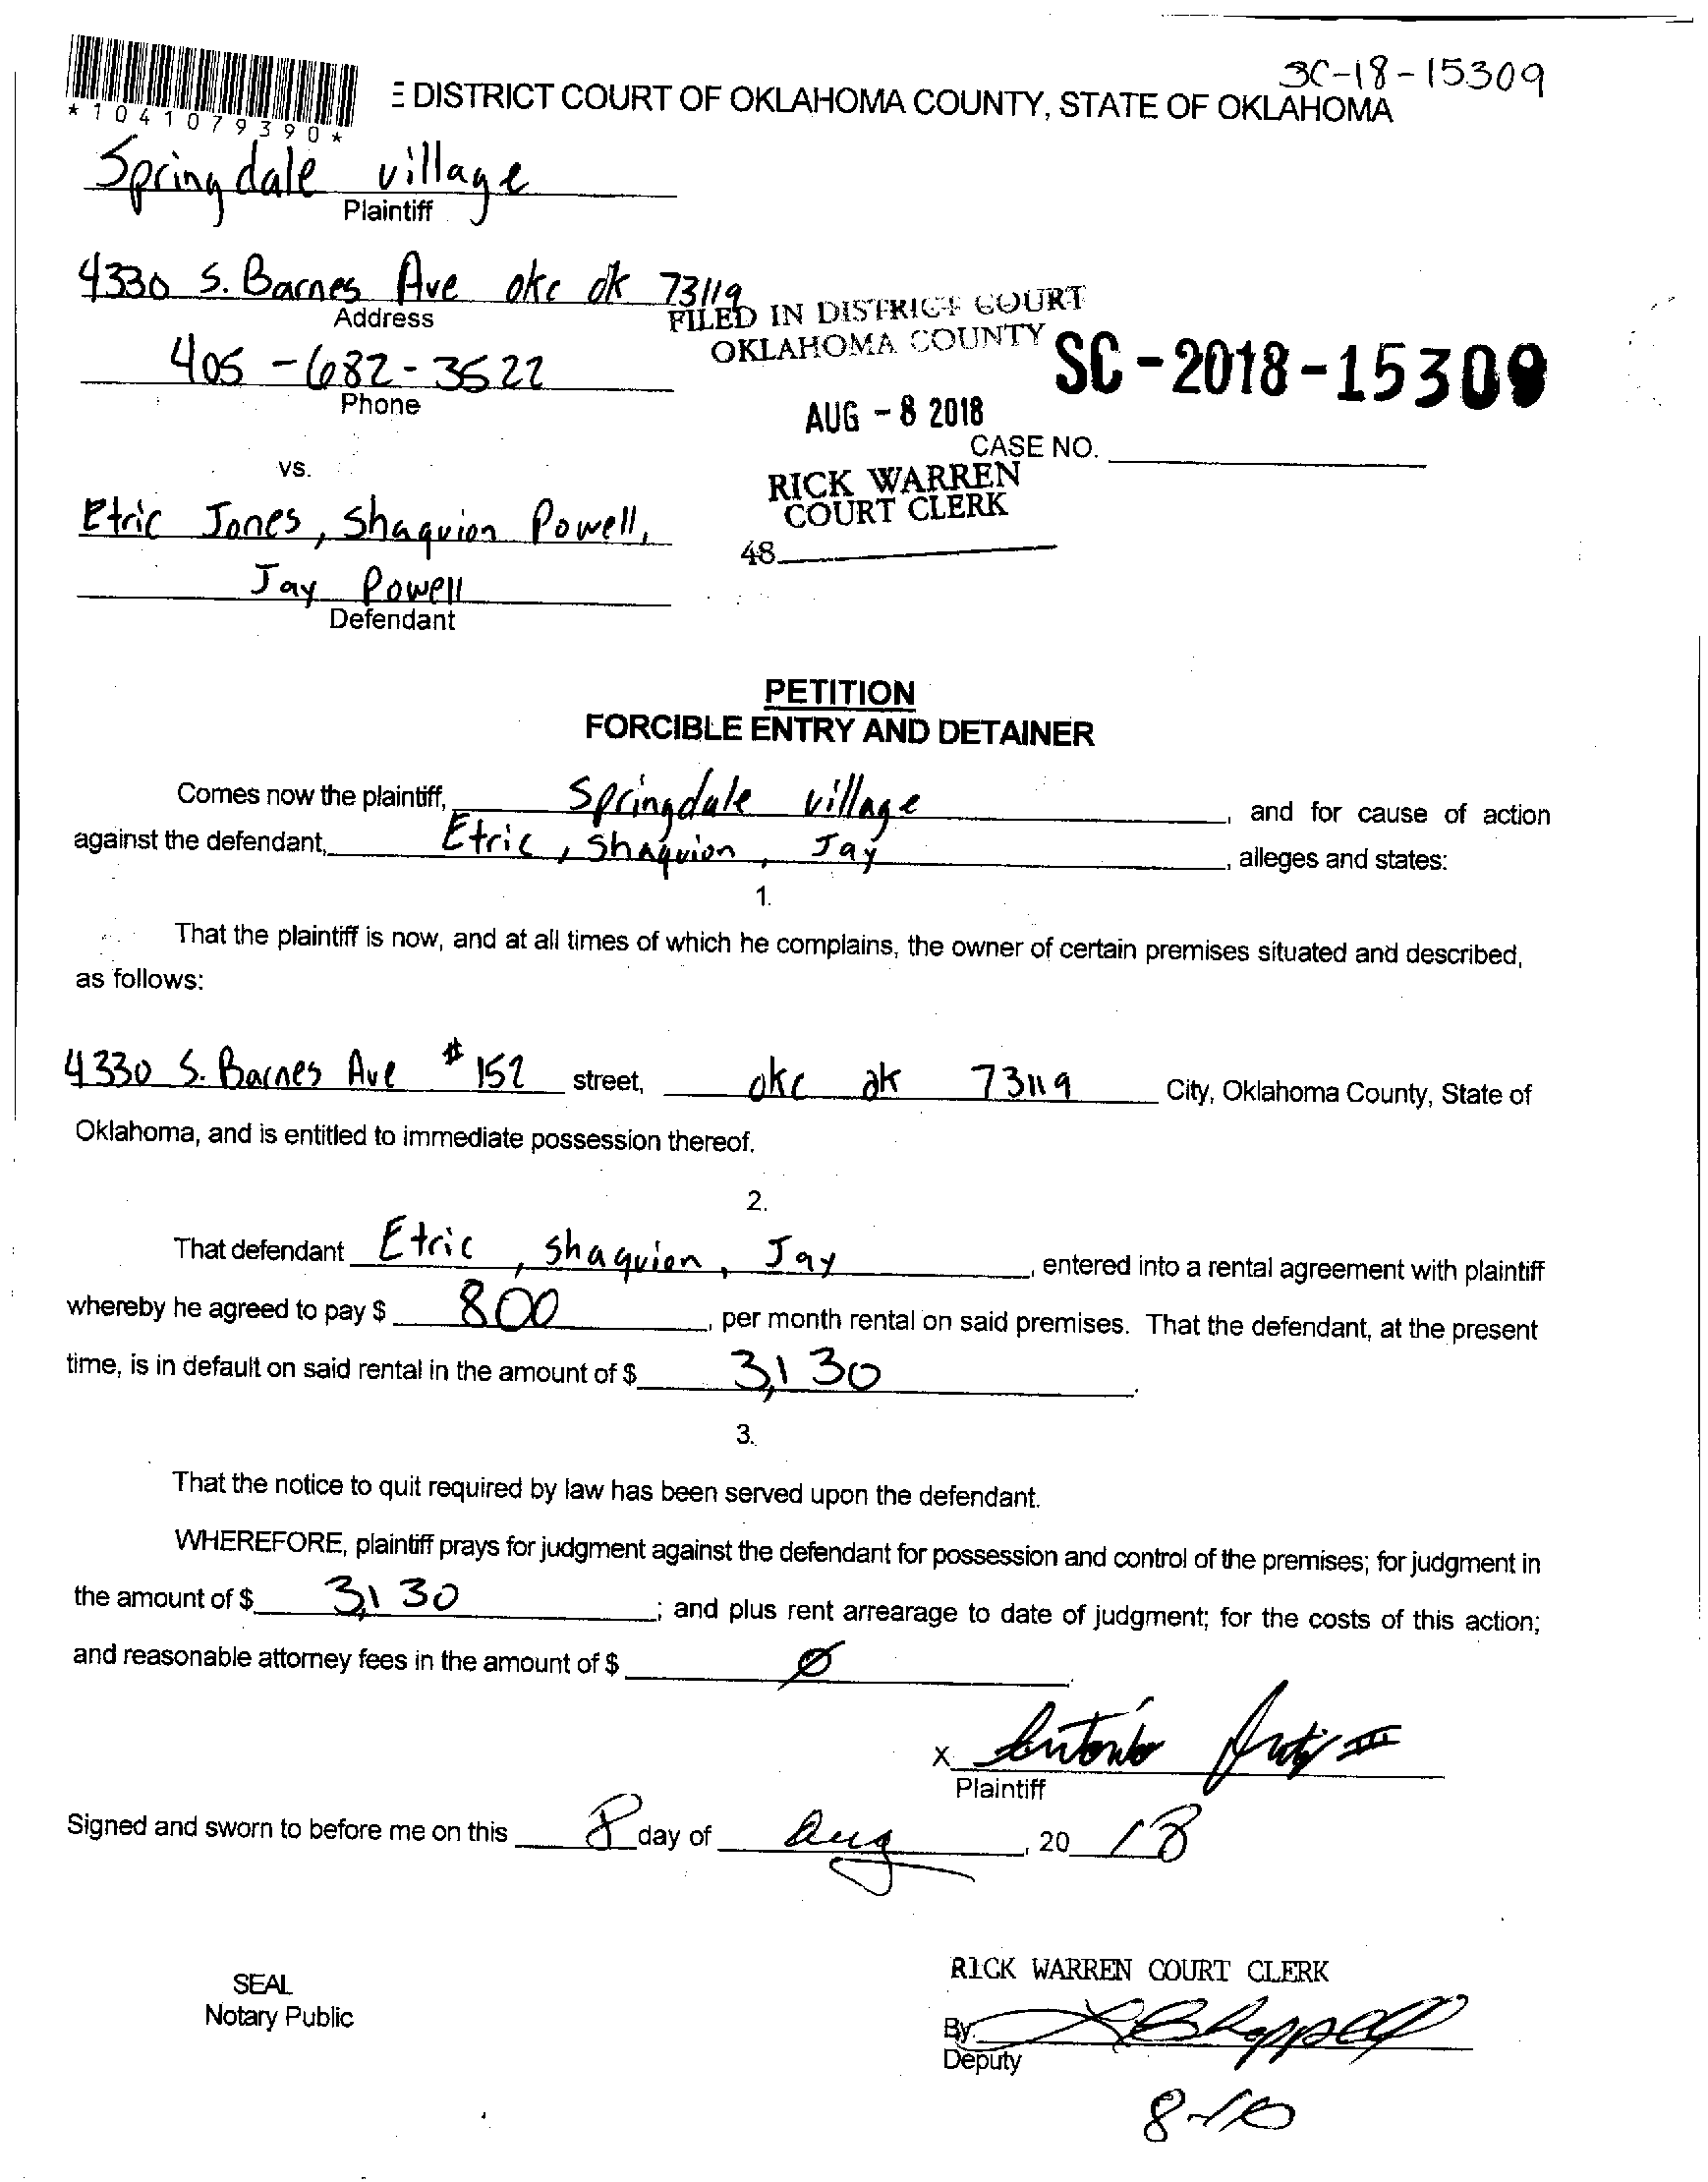 SC-18-15309
*1041079390*
E DISTRICT COURT OF OKLAHOMA COUNTY, STATE OF OKLAHOMA
Springdale village
Plaintiff
4330 S. Barnes Ave okc ok 73119
Address
FILED IN DISTRICT COURT
OKLAHOMA COUNTY
405-682-3522
Phone
SC-2018-15309
AUG - 8 2018
CASE NO.
vs.
RICK WARREN
COURT CLERK
Etric Jones, Shaquion Powell,
48
Jay Powell
Defendant
PETITION
FORCIBLE ENTRY AND DETAINER
Comes now the plaintiff, Springdale village, and for cause of action
against the defendant, Etric, Shaquion, Jay, alleges and states:
1.
That the plaintiff is now, and at all times of which he complains, the owner of certain premises situated and described,
as follows:
4330 S. Barnes Ave #152 street, okc ok 73119 City, Oklahoma County, State of
Oklahoma, and is entitled to immediate possession thereof.
2.
That defendant Etric, Shaquion, Jay, entered into a rental agreement with plaintiff
whereby he agreed to pay $ 800, per month rental on said premises. That the defendant, at the present
time, is in default on said rental in the amount of $ 3,130.
3.
That the notice to quit required by law has been served upon the defendant.
WHEREFORE, plaintiff prays for judgment against the defendant for possession and control of the premises; for judgment in
the amount of $ 3,130; and plus rent arrearage to date of judgment; for the costs of this action;
and reasonable attorney fees in the amount of $ Ø.
X Antonio III
Plaintiff
Signed and sworn to before me on this 8 day of Aug, 20 18
RICK WARREN COURT CLERK
SEAL
Notary Public
By
Deputy